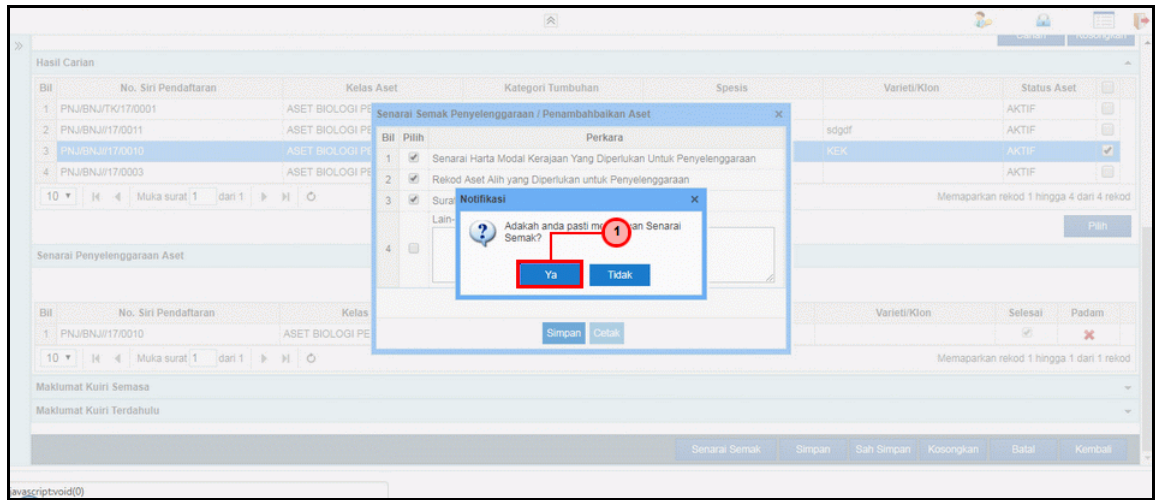 Carian Kosongkan
Hasil Carian
Bil No. Siri Pendaftaran Kelas Aset Kategori Tumbuhan Spesis Varieti/Klon Status Aset
1 PNJ/BNJ/TK/17/0001 ASET BIOLOGI PE AKTIF
2 PNJ/BNJ//17/0011 ASET BIOLOGI PE sdgdf AKTIF
3 PNJ/BNJ//17/0010 ASET BIOLOGI PE KEK AKTIF
4 PNJ/BNJ//17/0003 ASET BIOLOGI PE AKTIF
10 Muka surat 1 dari 1 Memaparkan rekod 1 hingga 4 dari 4 rekod
Pilih
Senarai Semak Penyelenggaraan / Penambahbaikan Aset
Bil Pilih Perkara
1 Senarai Harta Modal Kerajaan Yang Diperlukan Untuk Penyelenggaraan
2 Rekod Aset Alih yang Diperlukan untuk Penyelenggaraan
3 Surat
Lain-
4
Notifikasi
Adakah anda pasti Senarai
Semak?
1
Ya Tidak
Simpan Cetak
Senarai Penyelenggaraan Aset
Bil No. Siri Pendaftaran Kelas Varieti/Klon Selesai Padam
1 PNJ/BNJ//17/0010 ASET BIOLOGI PE
10 Muka surat 1 dari 1 Memaparkan rekod 1 hingga 1 dari 1 rekod
Maklumat Kuiri Semasa
Maklumat Kuiri Terdahulu
Senarai Semak Simpan Sah Simpan Kosongkan Batal Kembali
javascript:void(0)